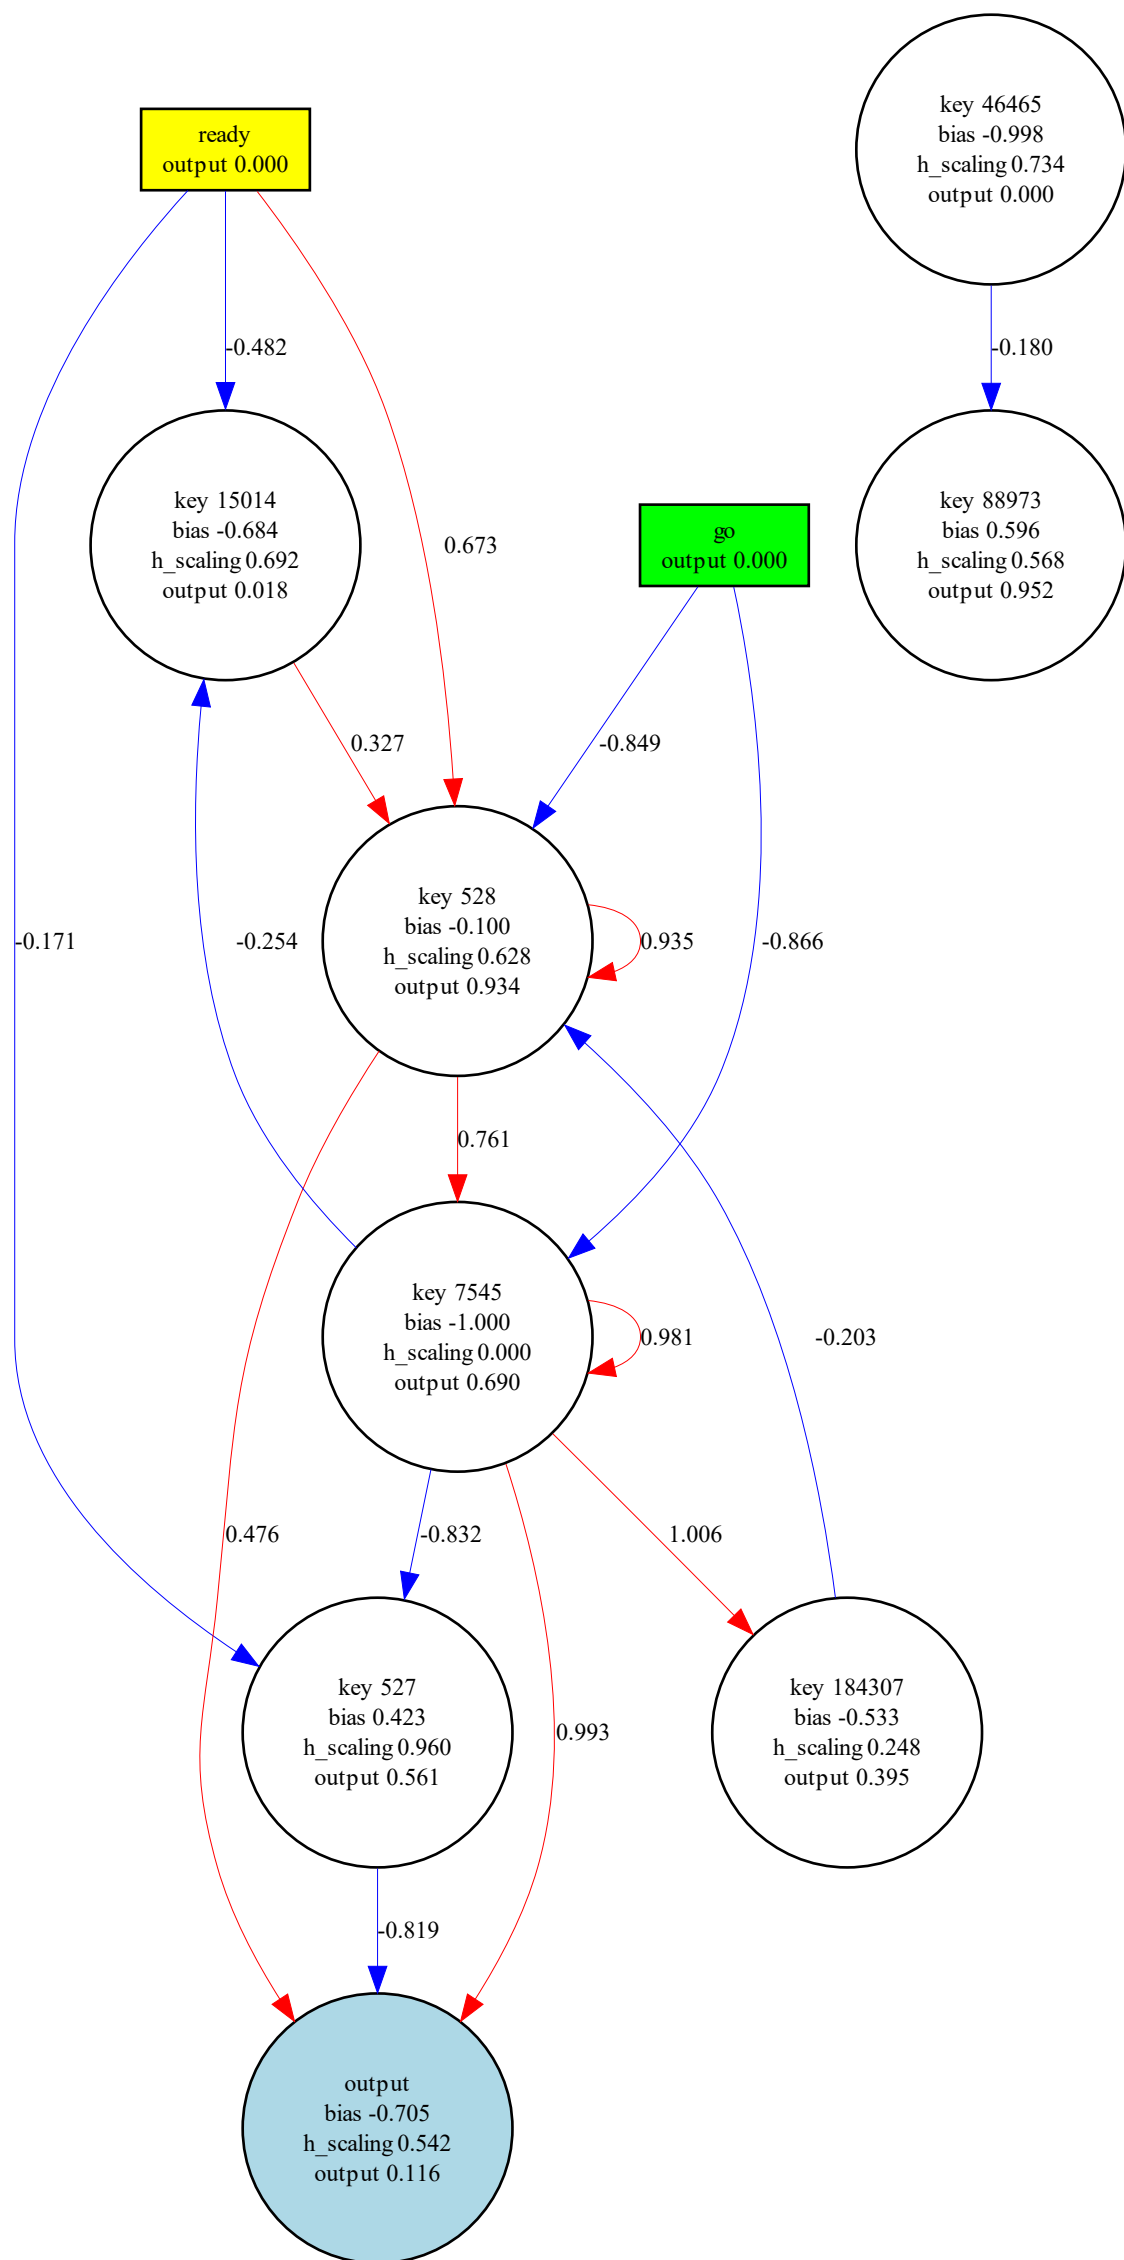 key 46465
bias -0.998
h_scaling 0.734
output 0.000
ready
output 0.000
-0.482
-0.180
key 15014
bias -0.684
h_scaling 0.692
output 0.018
0.673
go
output 0.000
key 88973
bias 0.596
h_scaling 0.568
output 0.952
0.327
-0.849
-0.171
-0.254
key 528
bias -0.100
h_scaling 0.628
output 0.934
0.935
-0.866
0.761
key 7545
bias -1.000
h_scaling 0.000
output 0.690
0.981
-0.203
0.476
-0.832
1.006
key 527
bias 0.423
h_scaling 0.960
output 0.561
0.993
key 184307
bias -0.533
h_scaling 0.248
output 0.395
-0.819
output
bias -0.705
h_scaling 0.542
output 0.116